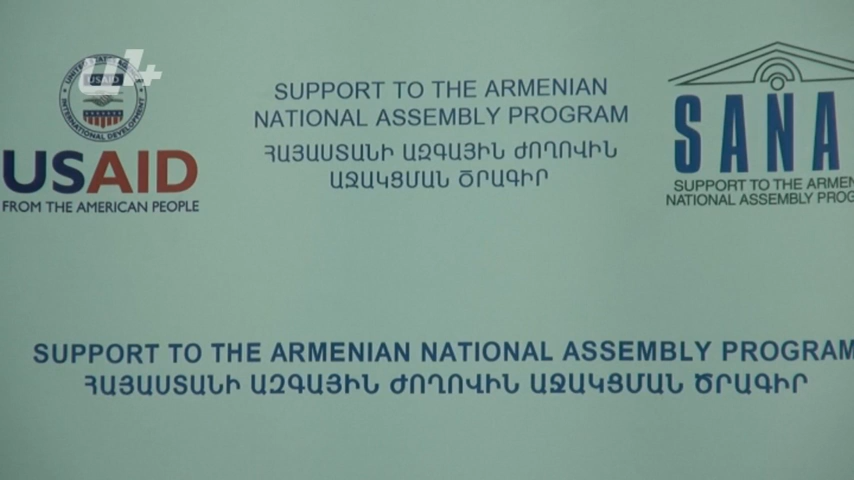 USAID
USAID
FROM THE AMERICAN PEOPLE
SUPPORT TO THE ARMENIAN
NATIONAL ASSEMBLY PROGRAM
ՀԱՅԱՍՏԱՆԻ ԱԶԳԱՅԻՆ ԺՈՂՈՎԻՆ
ԱՋԱԿՑՄԱՆ ԾՐԱԳԻՐ
SANA
SUPPORT TO THE ARMEN
NATIONAL ASSEMBLY PROG
SUPPORT TO THE ARMENIAN NATIONAL ASSEMBLY PROGRAM
ՀԱՅԱՍՏԱՆԻ ԱԶԳԱՅԻՆ ԺՈՂՈՎԻՆ ԱՋԱԿՑՄԱՆ ԾՐԱԳԻՐ